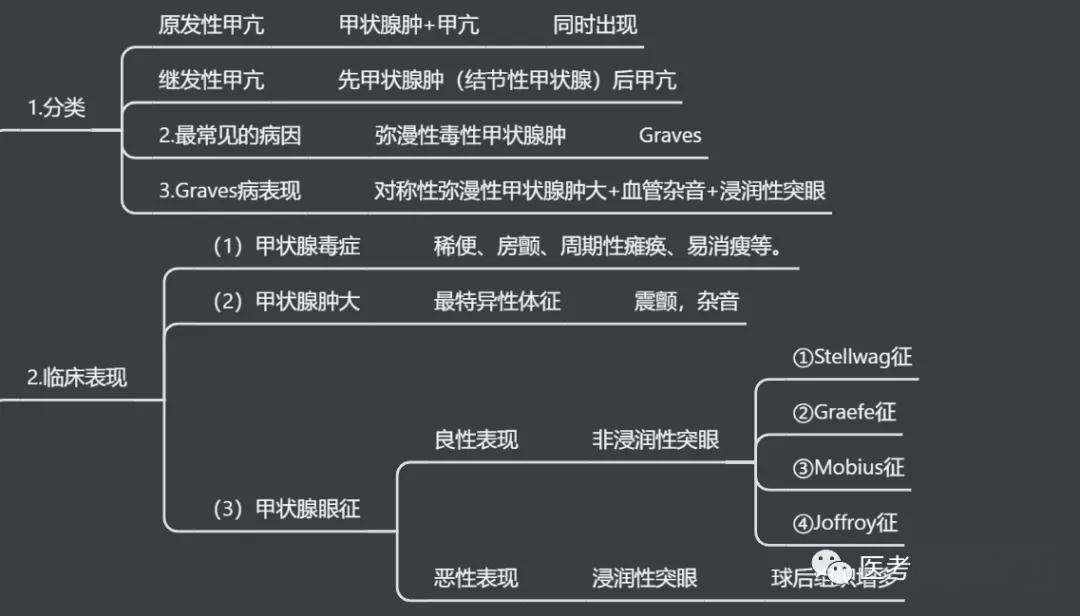 原发性甲亢 甲状腺肿+甲亢 同时出现
继发性甲亢 先甲状腺肿（结节性甲状腺）后甲亢
1.分类
2.最常见的病因 弥漫性毒性甲状腺肿 Graves
3.Graves病表现 对称性弥漫性甲状腺肿大+血管杂音+浸润性突眼
（1）甲状腺毒症 稀便、房颤、周期性瘫痪、易消瘦等。
（2）甲状腺肿大 最特异性体征 震颤，杂音
2.临床表现
①Stellwag征
②Graefe征
良性表现 非浸润性突眼
③Mobius征
（3）甲状腺眼征
④Joffroy征
恶性表现 浸润性突眼 球后组织增多
医考